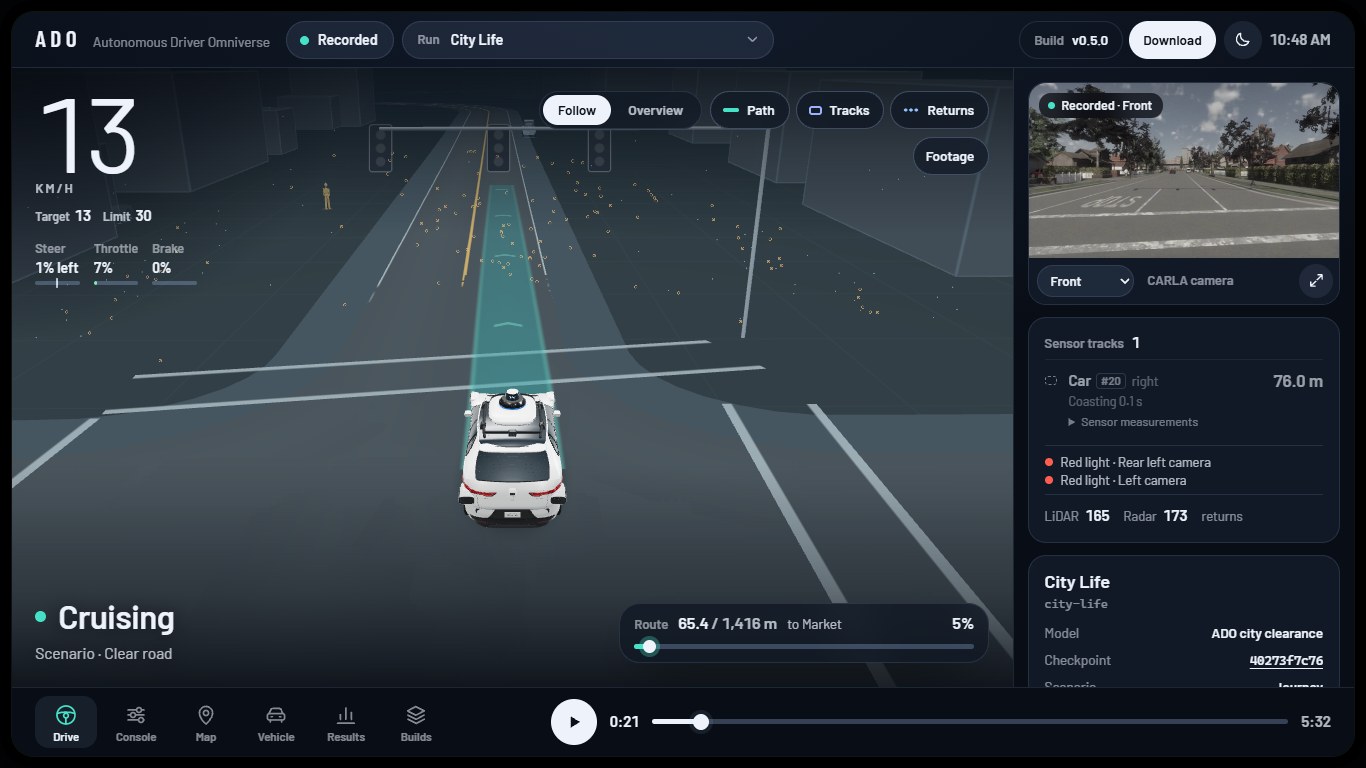 ADO Autonomous Driver Omniverse Recorded Run City Life Build v0.5.0 Download 10:48 AM
13
KM/H
Target 13 Limit 30
Steer Throttle Brake
1% left 7% 0%
Follow Overview Path Tracks Returns
Footage
Recorded · Front
STOP
Front CARLA camera
Sensor tracks 1
Car #20 right 76.0 m
Coasting 0.1 s
Sensor measurements
Red light · Rear left camera
Red light · Left camera
LiDAR 165 Radar 173 returns
City Life
city-life
Model ADO city clearance
Checkpoint 40273f7c76
Scenario Journey
Cruising
Scenario · Clear road
Route 65.4 / 1,416 m to Market 5%
Drive Console Map Vehicle Results Builds
0:21 5:32